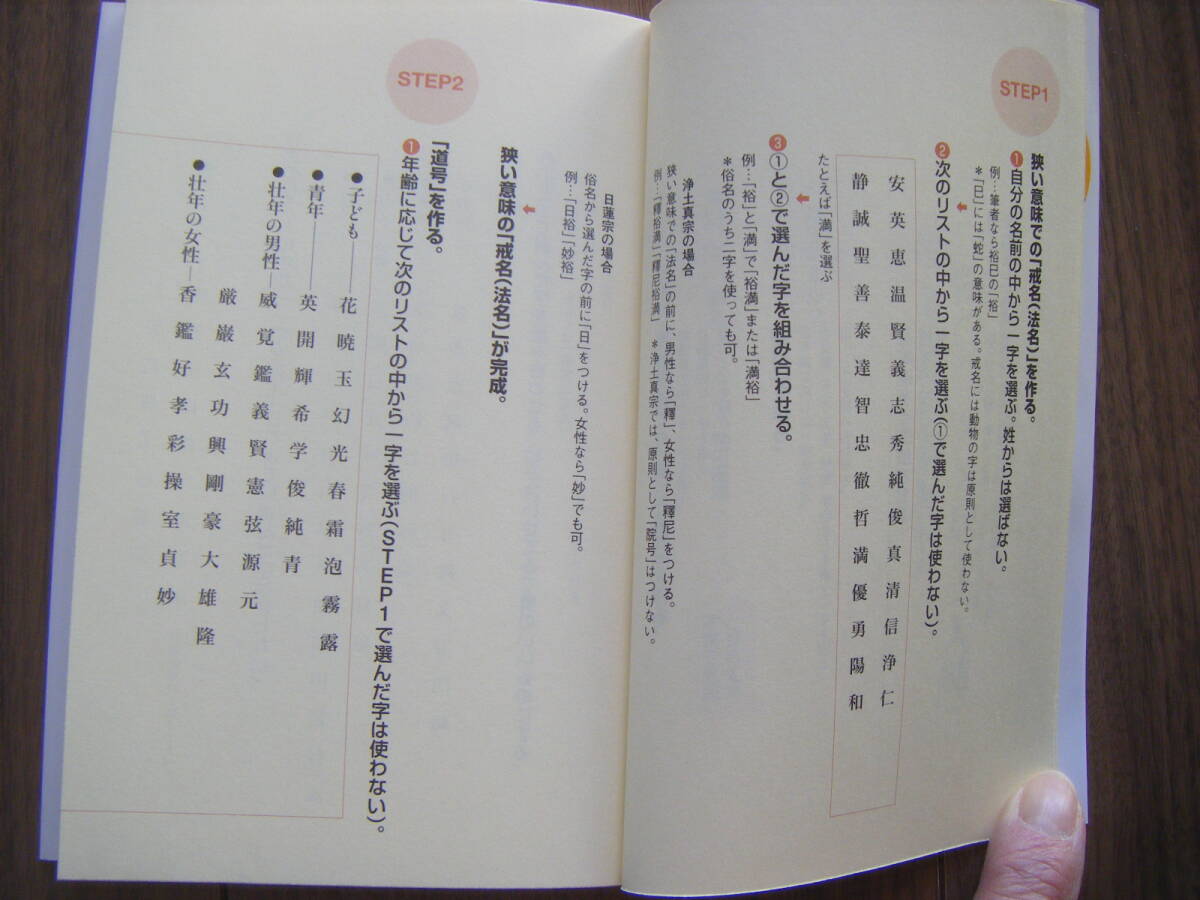 STEP1
狭い意味での「戒名(法名)」を作る。
❶自分の名前の中から一字を選ぶ。姓からは選ばない。
例…筆者なら裕巳の「裕」
*「巳」には「蛇」の意味がある。戒名には動物の字は原則として使わない。
❷次のリストの中から一字を選ぶ(①で選んだ字は使わない)。
安英恵温賢義志秀純俊真清信浄仁
静誠聖善泰達智忠徹哲満優勇陽和
たとえば「満」を選ぶ
❸①と②で選んだ字を組み合わせる。
例…「裕」と「満」で「裕満」または「満裕」
*俗名のうち二字を使っても可。
浄土真宗の場合
狭い意味での「法名」の前に、男性なら「釋」、女性なら「釋尼」をつける。
例…「釋裕満」「釋尼裕満」 *浄土真宗では、原則として「院号」はつけない。
日蓮宗の場合
俗名から選んだ字の前に「日」をつける。女性なら「妙」でも可。
例…「日裕」「妙裕」
狭い意味の「戒名(法名)」が完成。
STEP2
「道号」を作る。
❶年齢に応じて次のリストの中から一字を選ぶ(STEP1で選んだ字は使わない)。
●子ども――花暁玉幻光春霜泡霧露
●青年――英開輝希学俊純青
●壮年の男性―威覚鑑義賢憲弦源元
厳巌玄功興剛豪大雄隆
●壮年の女性―香鑑好孝彩操室貞妙